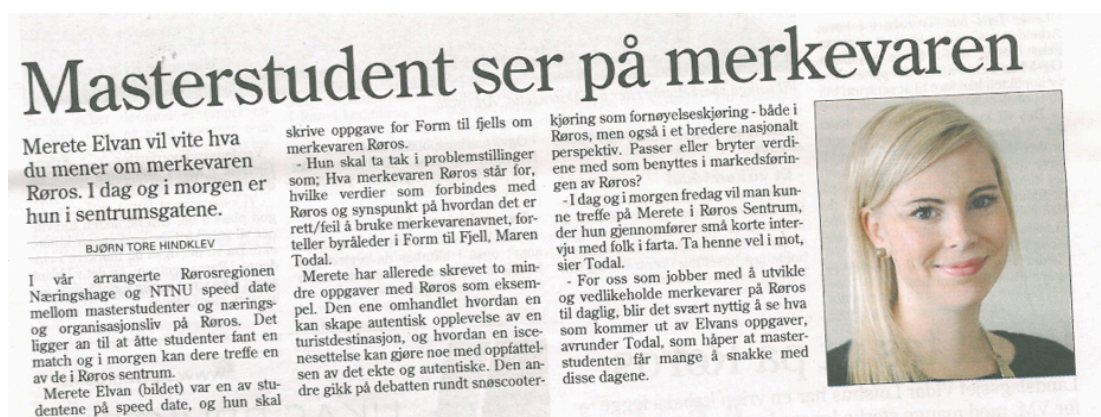 Masterstudent ser på merkevaren
Merete Elvan vil vite hva
du mener om merkevaren
Røros. I dag og i morgen er
hun i sentrumsgatene.
BJØRN TORE HINDKLEV
I vår arrangerte Rørosregionen
Næringshage og NTNU speed date
mellom masterstudenter og nærings-
og organisasjonsliv på Røros. Det
ligger an til at åtte studenter fant en
match og i morgen kan dere treffe en
av de i Røros sentrum.
Merete Elvan (bildet) var en av stu-
dentene på speed date, og hun skal
skrive oppgave for Form til fjells om
merkevaren Røros.
- Hun skal ta tak i problemstillinger
som; Hva merkevaren Røros står for,
hvilke verdier som forbindes med
Røros og synspunkt på hvordan det er
rett/feil å bruke merkevarenavnet, for-
teller byråleder i Form til Fjell, Maren
Todal.
Merete har allerede skrevet to min-
dre oppgaver med Røros som eksem-
pel. Den ene omhandlet hvordan en
kan skape autentisk opplevelse av en
turistdestinasjon, og hvordan en isce-
nesettelse kan gjøre noe med oppfattel-
sen av det ekte og autentiske. Den an-
dre gikk på debatten rundt snøscooter-
kjøring som fornøyelseskjøring - både i
Røros, men også i et bredere nasjonalt
perspektiv. Passer eller bryter verdi-
ene med som benyttes i markedsførin-
gen av Røros?
- I dag og i morgen fredag vil man kun-
ne treffe på Merete i Røros Sentrum,
der hun gjennomfører små korte inter-
vju med folk i farta. Ta henne vel i mot,
sier Todal.
- For oss som jobber med å utvikle
og vedlikeholde merkevarer på Røros
til daglig, blir det svært nyttig å se hva
som kommer ut av Elvans oppgaver,
avrunder Todal, som håper at master-
studenten får mange å snakke med
disse dagene.